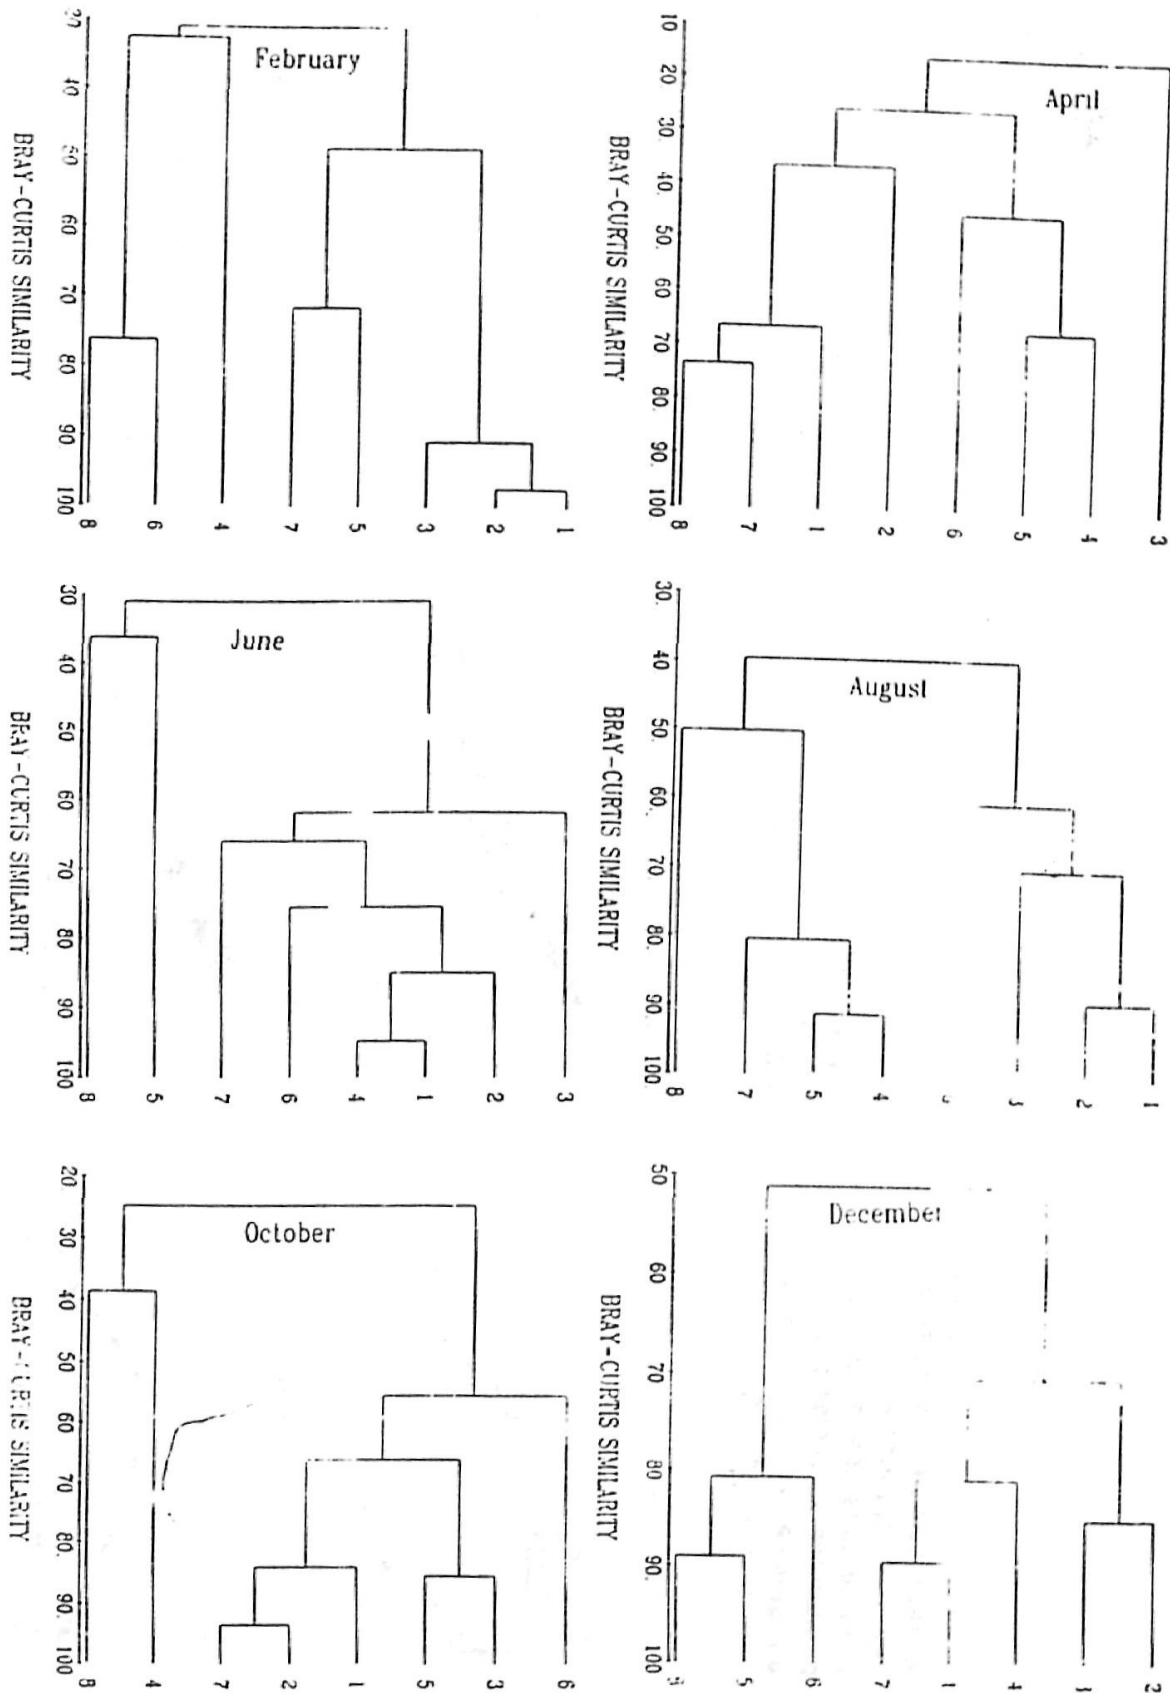 February
40
50
60
70
80
90
100
BRAY-CURTIS SIMILARITY
8 6 4 7 5 3 2 1
April
10
20
30.
40.
50.
60
70
80.
90.
100
BRAY-CURTIS SIMILARITY
8 7 1 2 6 5 4 3
June
30
40
50
60
70
80
90
100
BRAY-CURTIS SIMILARITY
8 5 7 6 4 1 2 3
August
30.
40
50.
60.
70
80.
90.
100
BRAY-CURTIS SIMILARITY
8 7 5 4 2 1
October
20
30
40
50
60
70
80.
90.
100
SIMILARITY
8 4 7 2 1 5 3 6
December
50
60
70
80
90.
100
BRAY-CURTIS SIMILARITY
5 6 7 1 4 2